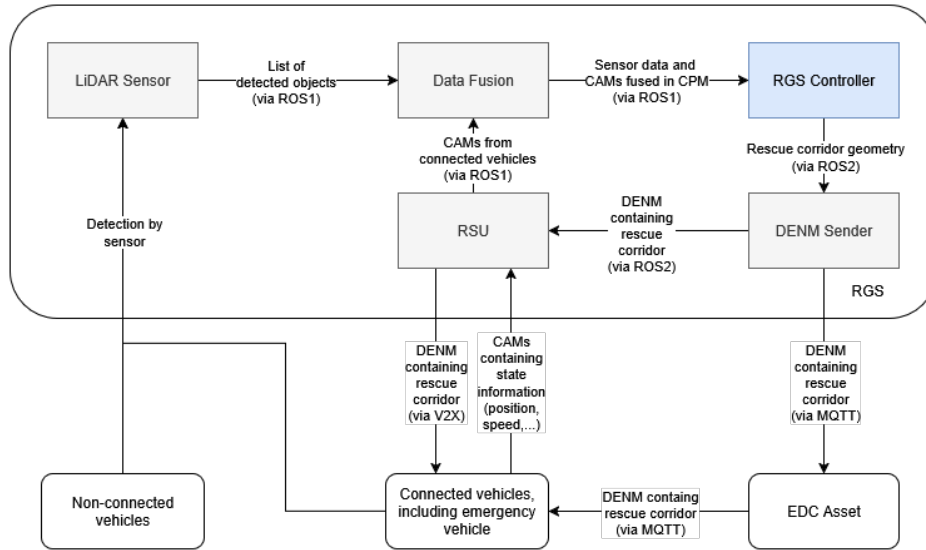 LiDAR Sensor
List of
detected objects
(via ROS1)
Data Fusion
Sensor data and
CAMs fused in CPM
(via ROS1)
RGS Controller
CAMs from
connected vehicles
(via ROS1)
Rescue corridor geometry
(via ROS2)
Detection by
sensor
RSU
DENM
containing
rescue
corridor
(via ROS2)
DENM Sender
RGS
DENM
containing
rescue
corridor
(via V2X)
CAMs
containing
state
information
(position,
speed,...)
DENM
containing
rescue
corridor
(via MQTT)
Non-connected
vehicles
Connected vehicles,
including emergency
vehicle
DENM containg
rescue corridor
(via MQTT)
EDC Asset